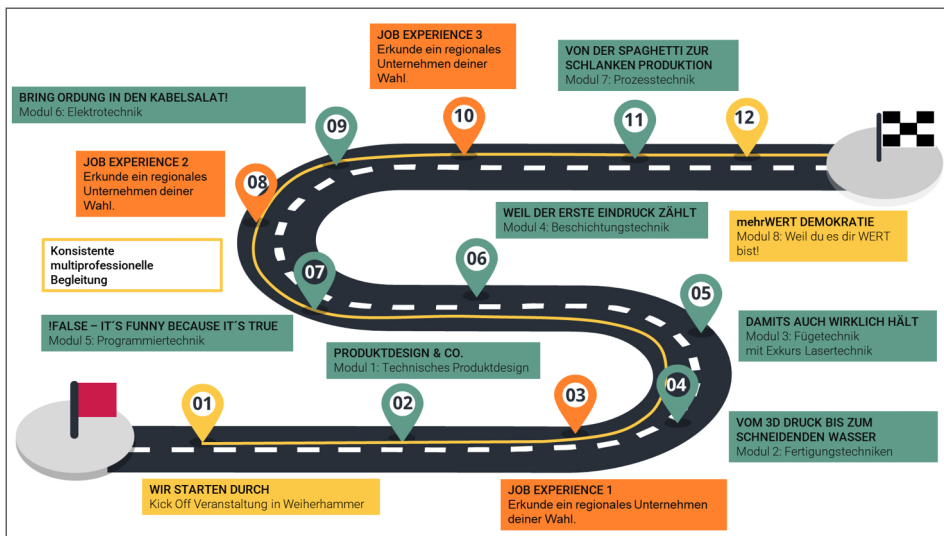 JOB EXPERIENCE 3
Erkunde ein regionales
Unternehmen deiner
Wahl.
VON DER SPAGHETTI ZUR
SCHLANKEN PRODUKTION
Modul 7: Prozesstechnik
BRING ORDUNG IN DEN KABELSALAT!
Modul 6: Elektrotechnik
09
10
11
12
JOB EXPERIENCE 2
Erkunde ein regionales
Unternehmen deiner
Wahl.
08
WEIL DER ERSTE EINDRUCK ZÄHLT
Modul 4: Beschichtungstechnik
mehrWERT DEMOKRATIE
Modul 8: Weil du es dir WERT
bist!
Konsistente
multiprofessionelle
Begleitung
07
06
05
!FALSE – IT´S FUNNY BECAUSE IT´S TRUE
Modul 5: Programmiertechnik
DAMITS AUCH WIRKLICH HÄLT
Modul 3: Fügetechnik
mit Exkurs Lasertechnik
PRODUKTDESIGN & CO.
Modul 1: Technisches Produktdesign
01
02
03
04
VOM 3D DRUCK BIS ZUM
SCHNEIDENDEN WASSER
Modul 2: Fertigungstechniken
WIR STARTEN DURCH
Kick Off Veranstaltung in Weiherhammer
JOB EXPERIENCE 1
Erkunde ein regionales Unternehmen
deiner Wahl.